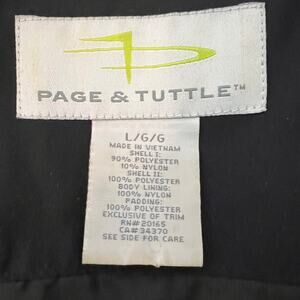 PAGE & TUTTLE™
L/G/G
MADE IN VIETNAM
SHELL I:
90% POLYESTER
10% NYLON
SHELL II:
100% POLYESTER
BODY LINING:
100% POLYESTER
PADDING:
100% POLYESTER
EXCLUSIVE OF TRIM
RN#20165
CA#34370
SEE SIDE FOR CARE